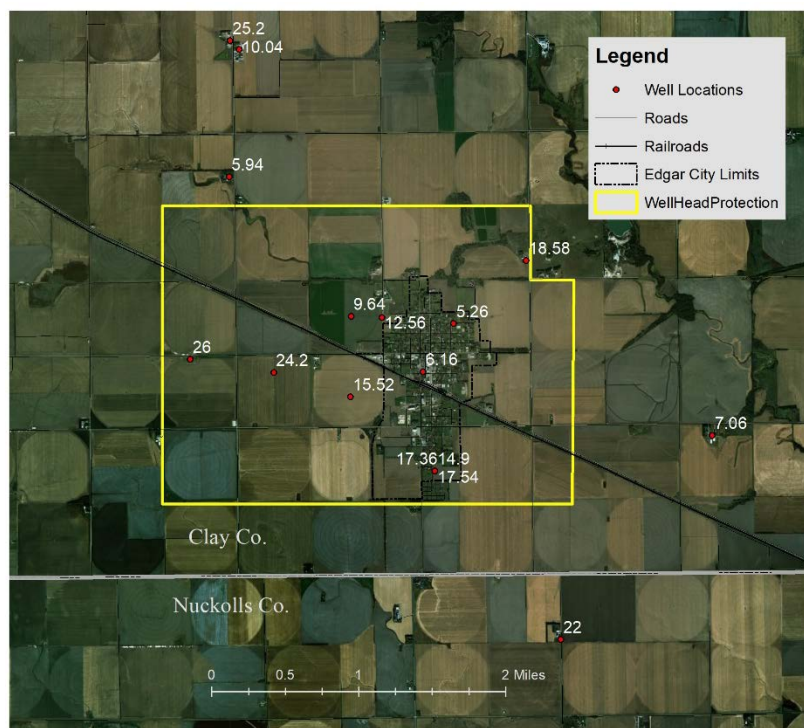 25.2
10.04
Legend
Well Locations
Roads
Railroads
Edgar City Limits
WellHeadProtection
5.94
18.58
9.64
12.56
5.26
26
24.2
6.16
15.52
7.06
17.3614.9
17.54
Clay Co.
Nuckolls Co.
22
0 0.5 1 2 Miles